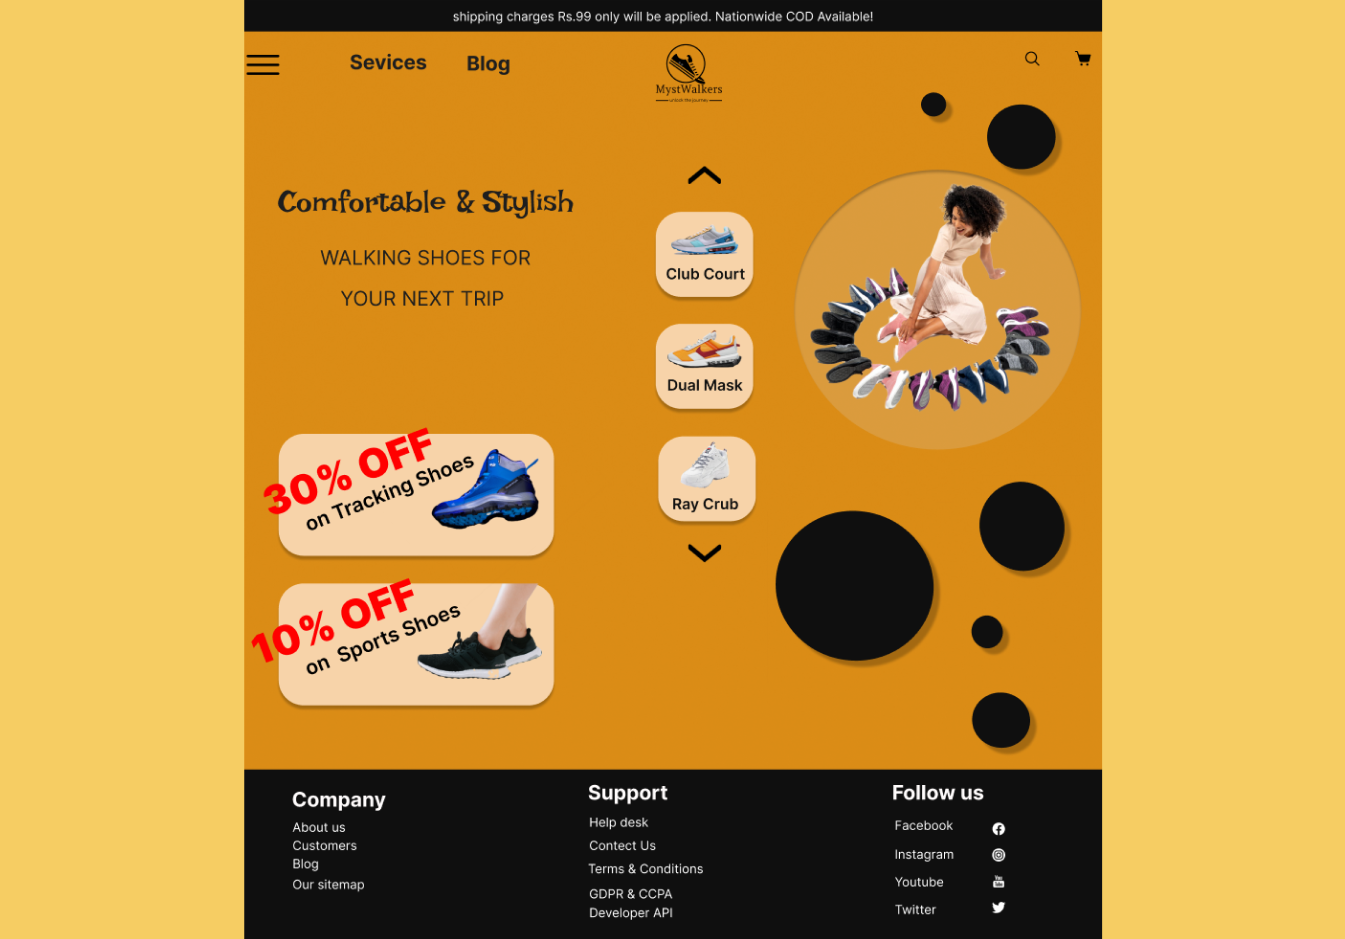 shipping charges Rs.99 only will be applied. Nationwide COD Available!
Sevices
Blog
MystWalkers
unlock the journey
Comfortable & Stylish
WALKING SHOES FOR
YOUR NEXT TRIP
Club Court
Dual Mask
Ray Crub
30% OFF
on Tracking Shoes
10% OFF
on Sports Shoes
Company
About us
Customers
Blog
Our sitemap
Support
Help desk
Contect Us
Terms & Conditions
GDPR & CCPA
Developer API
Follow us
Facebook
Instagram
Youtube
Twitter